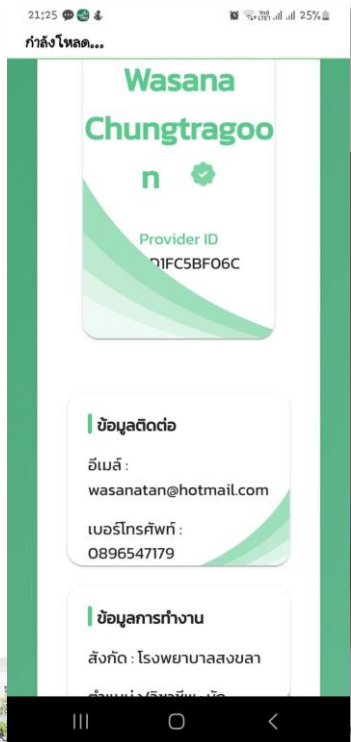 21:25
25%
กำลังโหลด...
Wasana
Chungtragoo
n
Provider ID
D1FC5BF06C
ข้อมูลติดต่อ
อีเมล์ :
wasanatan@hotmail.com
เบอร์โทรศัพท์ :
0896547179
ข้อมูลการทำงาน
สังกัด : โรงพยาบาลสงขลา